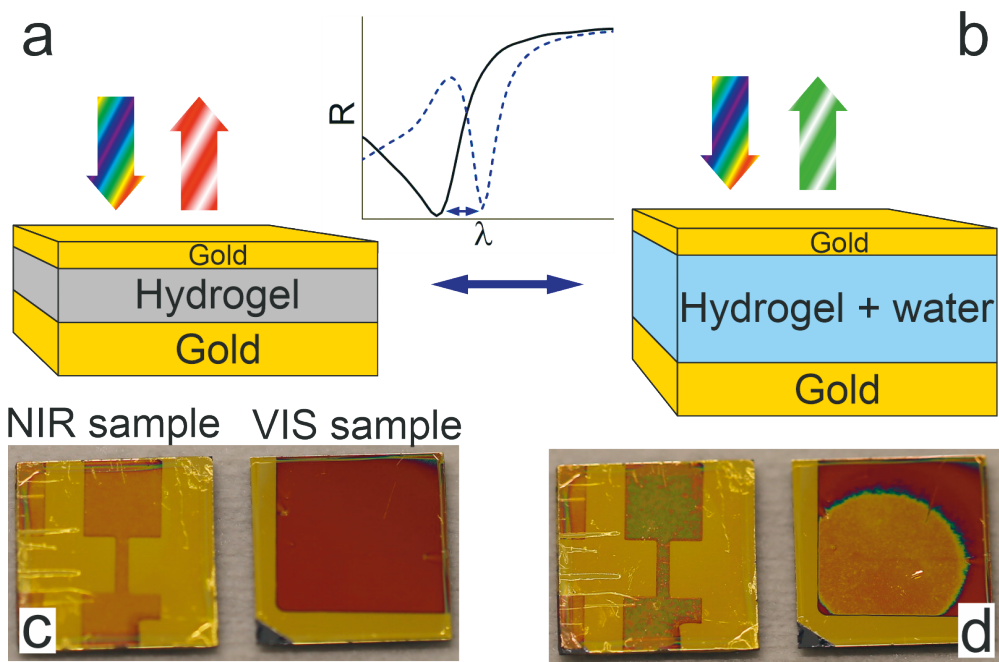 a
b
R
λ
Gold
Hydrogel
Gold
Gold
Hydrogel + water
Gold
NIR sample
VIS sample
c
d